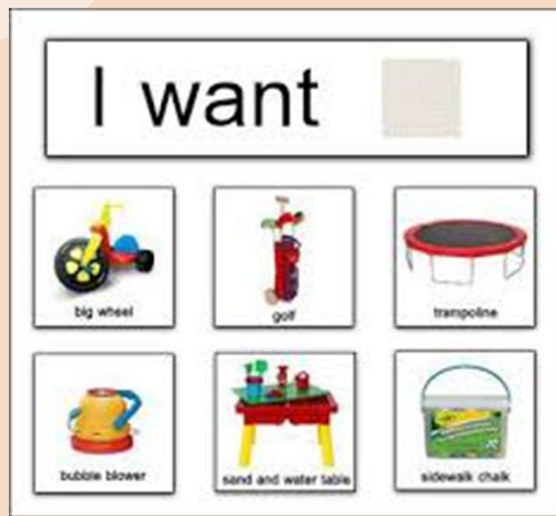 I want
big wheel
golf
trampoline
bubble blower
sand and water table
sidewalk chalk